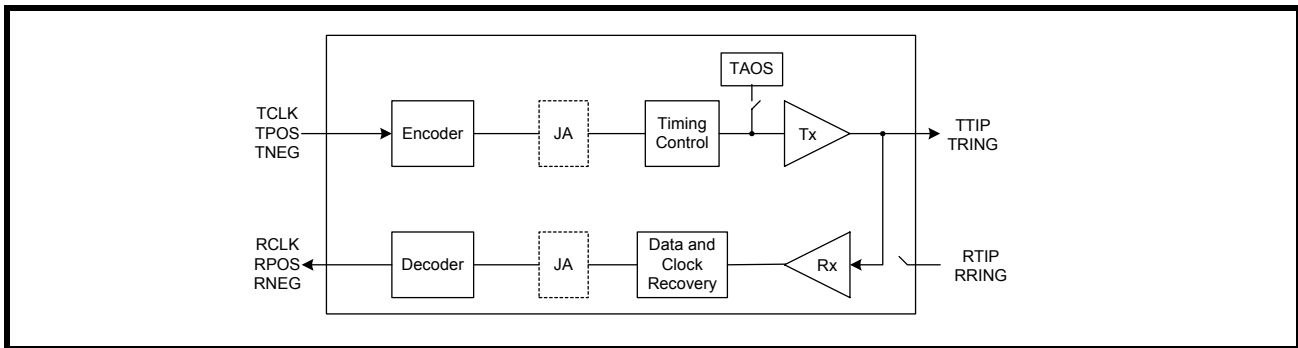 TAOS
TCLK
TPOS
TNEG
Encoder
JA
Timing
Control
Tx
TTIP
TRING
RCLK
RPOS
RNEG
Decoder
JA
Data and
Clock
Recovery
Rx
RTIP
RRING